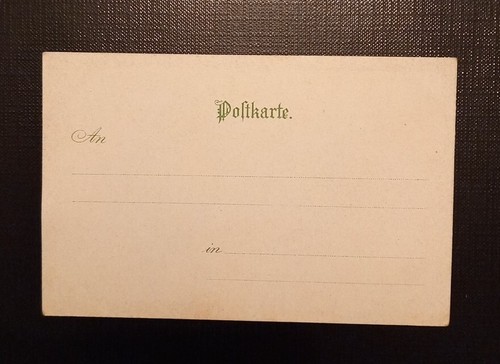 Poſtkarte.
An
in